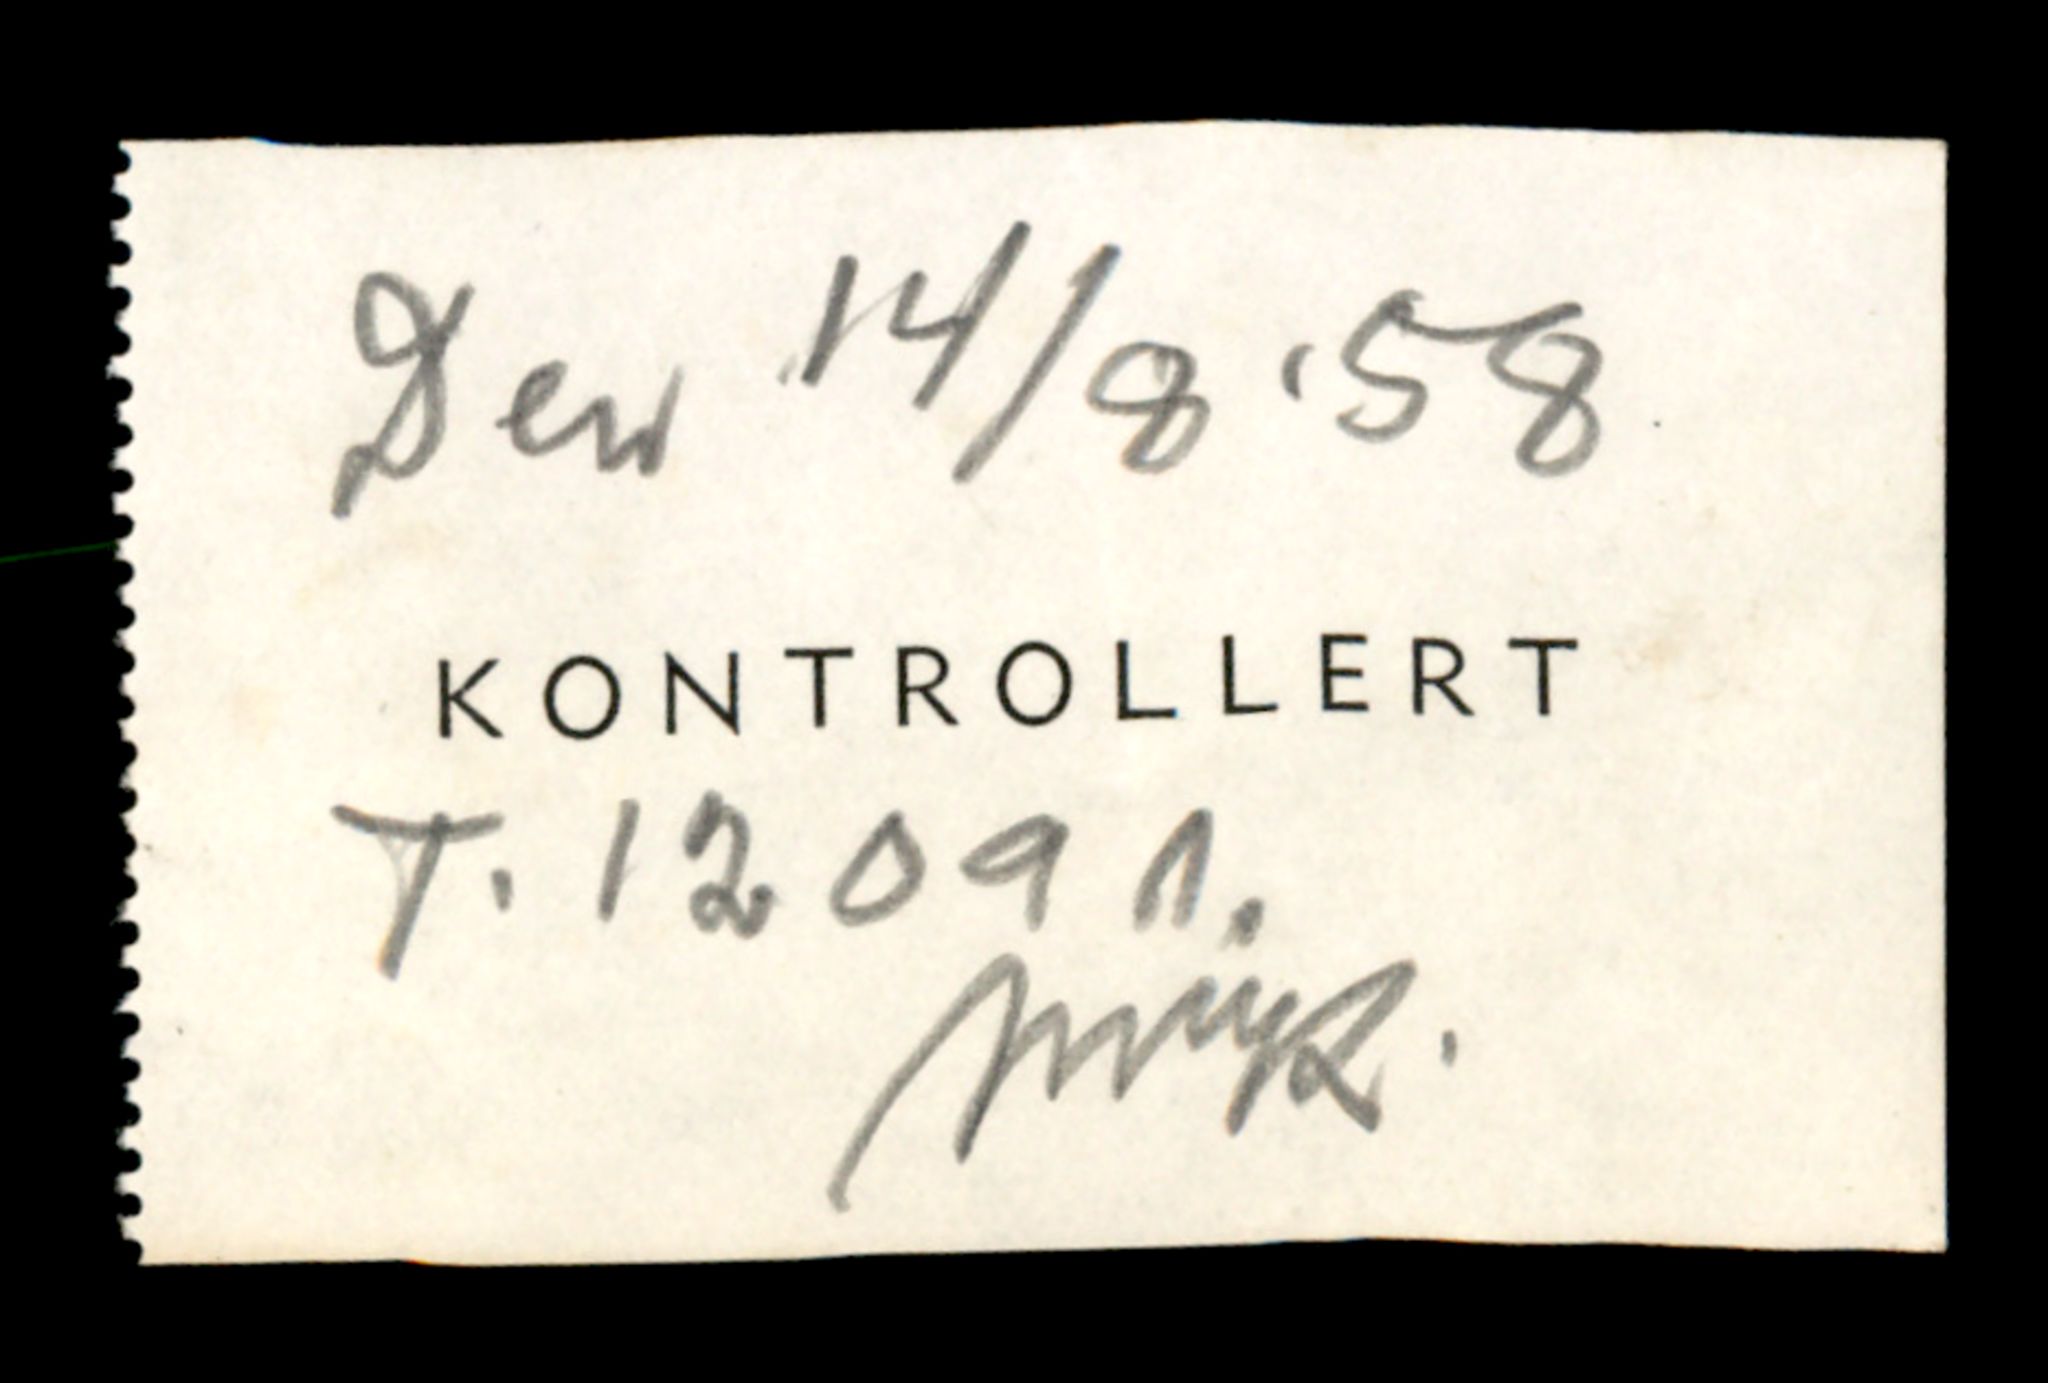 Den 14/8 '58
KONTROLLERT
T. 12091.